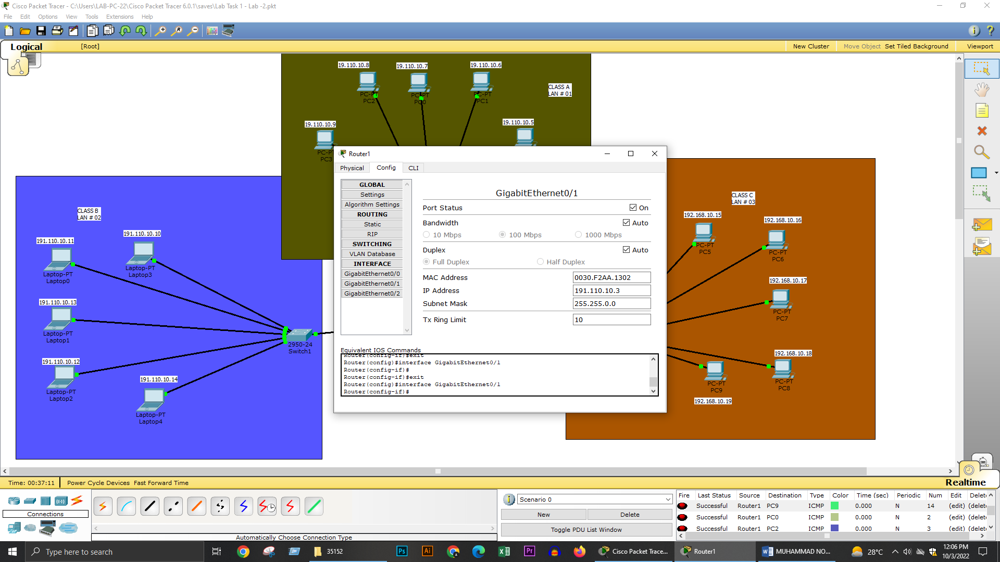 Cisco Packet Tracer - C:\Users\LAB-PC-22\Cisco Packet Tracer 6.0.1\saves\Lab Task 1 - Lab -2.pkt
File Edit Options View Tools Extensions Help
Logical [Root] New Cluster Move Object Set Tiled Background Viewport
19.110.10.8 19.110.10.7 19.110.10.6
PC-PT PC-PT PC-PT
PC2 PC0 PC1
CLASS A
LAN # 01
19.110.10.9 19.110.10.5
PC-PT
PC3
CLASS B
LAN # 02
191.110.10.10
191.110.10.11
Laptop-PT
Laptop3
Laptop-PT
Laptop0
191.110.10.13
Laptop-PT
Laptop1
2950-24
Switch1
191.110.10.12
Laptop-PT
Laptop2
191.110.10.14
Laptop-PT
Laptop4
Router1
Physical Config CLI
GLOBAL
Settings
Algorithm Settings
ROUTING
Static
RIP
SWITCHING
VLAN Database
INTERFACE
GigabitEthernet0/0
GigabitEthernet0/1
GigabitEthernet0/2
GigabitEthernet0/1
Port Status On
Bandwidth Auto
10 Mbps 100 Mbps 1000 Mbps
Duplex Auto
Full Duplex Half Duplex
MAC Address 0030.F2AA.1302
IP Address 191.110.10.3
Subnet Mask 255.255.0.0
Tx Ring Limit 10
Equivalent IOS Commands
Router(config-if)#exit
Router(config)#interface GigabitEthernet0/1
Router(config-if)#
Router(config-if)#exit
Router(config)#interface GigabitEthernet0/1
Router(config-if)#
CLASS C
LAN # 03
192.168.10.15
192.168.10.16
PC-PT
PC5
PC-PT
PC6
192.168.10.17
PC-PT
PC7
192.168.10.18
PC-PT
PC8
PC-PT
PC9
192.168.10.19
Time: 00:37:11 Power Cycle Devices Fast Forward Time Realtime
Connections
Automatically Choose Connection Type
Scenario 0
New Delete
Toggle PDU List Window
Fire Last Status Source Destination Type Color Time (sec) Periodic Num Edit Delete
Successful Router1 PC9 ICMP 0.000 N 14 (edit) (delete
Successful Router1 PC0 ICMP 0.000 N 2 (edit) (delete
Successful Router1 PC2 ICMP 0.000 N 3 (edit) (delete
Type here to search 35152 Ps Ai Pr Cisco Packet Trace... Router1 MUHAMMAD NO... 28°C 12:06 PM
10/3/2022